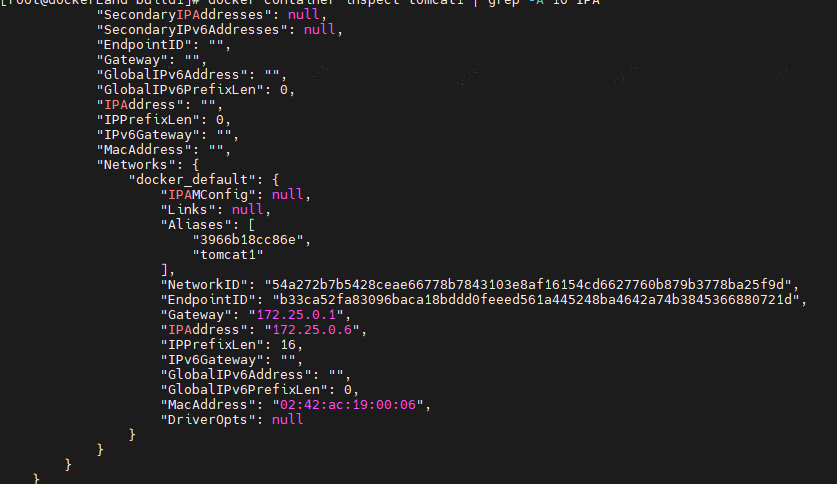 [root@dockerLand build1]# docker container inspect tomcat1 | grep -A 10 IPA
"SecondaryIPAddresses": null,
"SecondaryIPv6Addresses": null,
"EndpointID": "",
"Gateway": "",
"GlobalIPv6Address": "",
"GlobalIPv6PrefixLen": 0,
"IPAddress": "",
"IPPrefixLen": 0,
"IPv6Gateway": "",
"MacAddress": "",
"Networks": {
"docker_default": {
"IPAMConfig": null,
"Links": null,
"Aliases": [
"3966b18cc86e",
"tomcat1"
],
"NetworkID": "54a272b7b5428ceae66778b7843103e8af16154cd6627760b879b3778ba25f9d",
"EndpointID": "b33ca52fa83096baca18bddd0feeed561a445248ba4642a74b3845366880721d",
"Gateway": "172.25.0.1",
"IPAddress": "172.25.0.6",
"IPPrefixLen": 16,
"IPv6Gateway": "",
"GlobalIPv6Address": "",
"GlobalIPv6PrefixLen": 0,
"MacAddress": "02:42:ac:19:00:06",
"DriverOpts": null
}
}
}
}